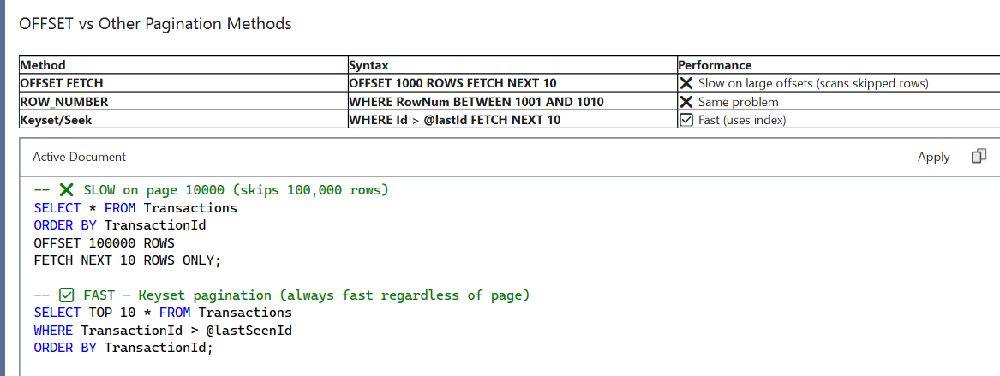 OFFSET vs Other Pagination Methods
Method Syntax Performance
OFFSET FETCH OFFSET 1000 ROWS FETCH NEXT 10 ❌ Slow on large offsets (scans skipped rows)
ROW_NUMBER WHERE RowNum BETWEEN 1001 AND 1010 ❌ Same problem
Keyset/Seek WHERE Id > @lastId FETCH NEXT 10 ☑ Fast (uses index)
Active Document Apply
-- ❌ SLOW on page 10000 (skips 100,000 rows)
SELECT * FROM Transactions
ORDER BY TransactionId
OFFSET 100000 ROWS
FETCH NEXT 10 ROWS ONLY;
-- ☑ FAST — Keyset pagination (always fast regardless of page)
SELECT TOP 10 * FROM Transactions
WHERE TransactionId > @lastSeenId
ORDER BY TransactionId;